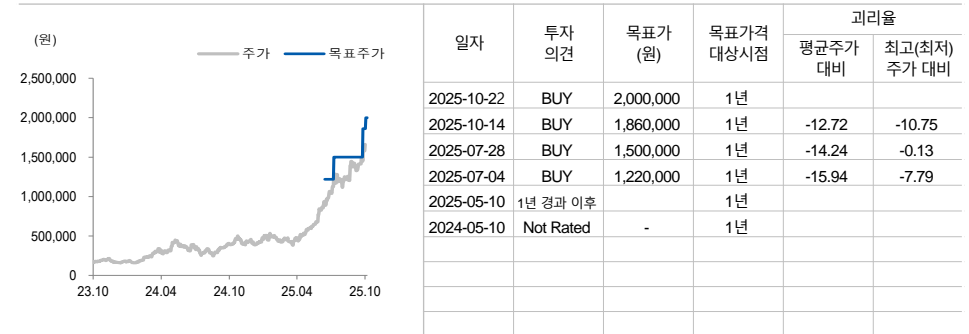 (원)
주가 목표주가
2,500,000
2,000,000
1,500,000
1,000,000
500,000
0
23.10 24.04 24.10 25.04 25.10
일자 투자 의견 목표가 (원) 목표가격 대상시점 괴리율
평균주가 대비 최고(최저) 주가 대비
2025-10-22 BUY 2,000,000 1년
2025-10-14 BUY 1,860,000 1년 -12.72 -10.75
2025-07-28 BUY 1,500,000 1년 -14.24 -0.13
2025-07-04 BUY 1,220,000 1년 -15.94 -7.79
2025-05-10 1년 경과 이후 1년
2024-05-10 Not Rated - 1년